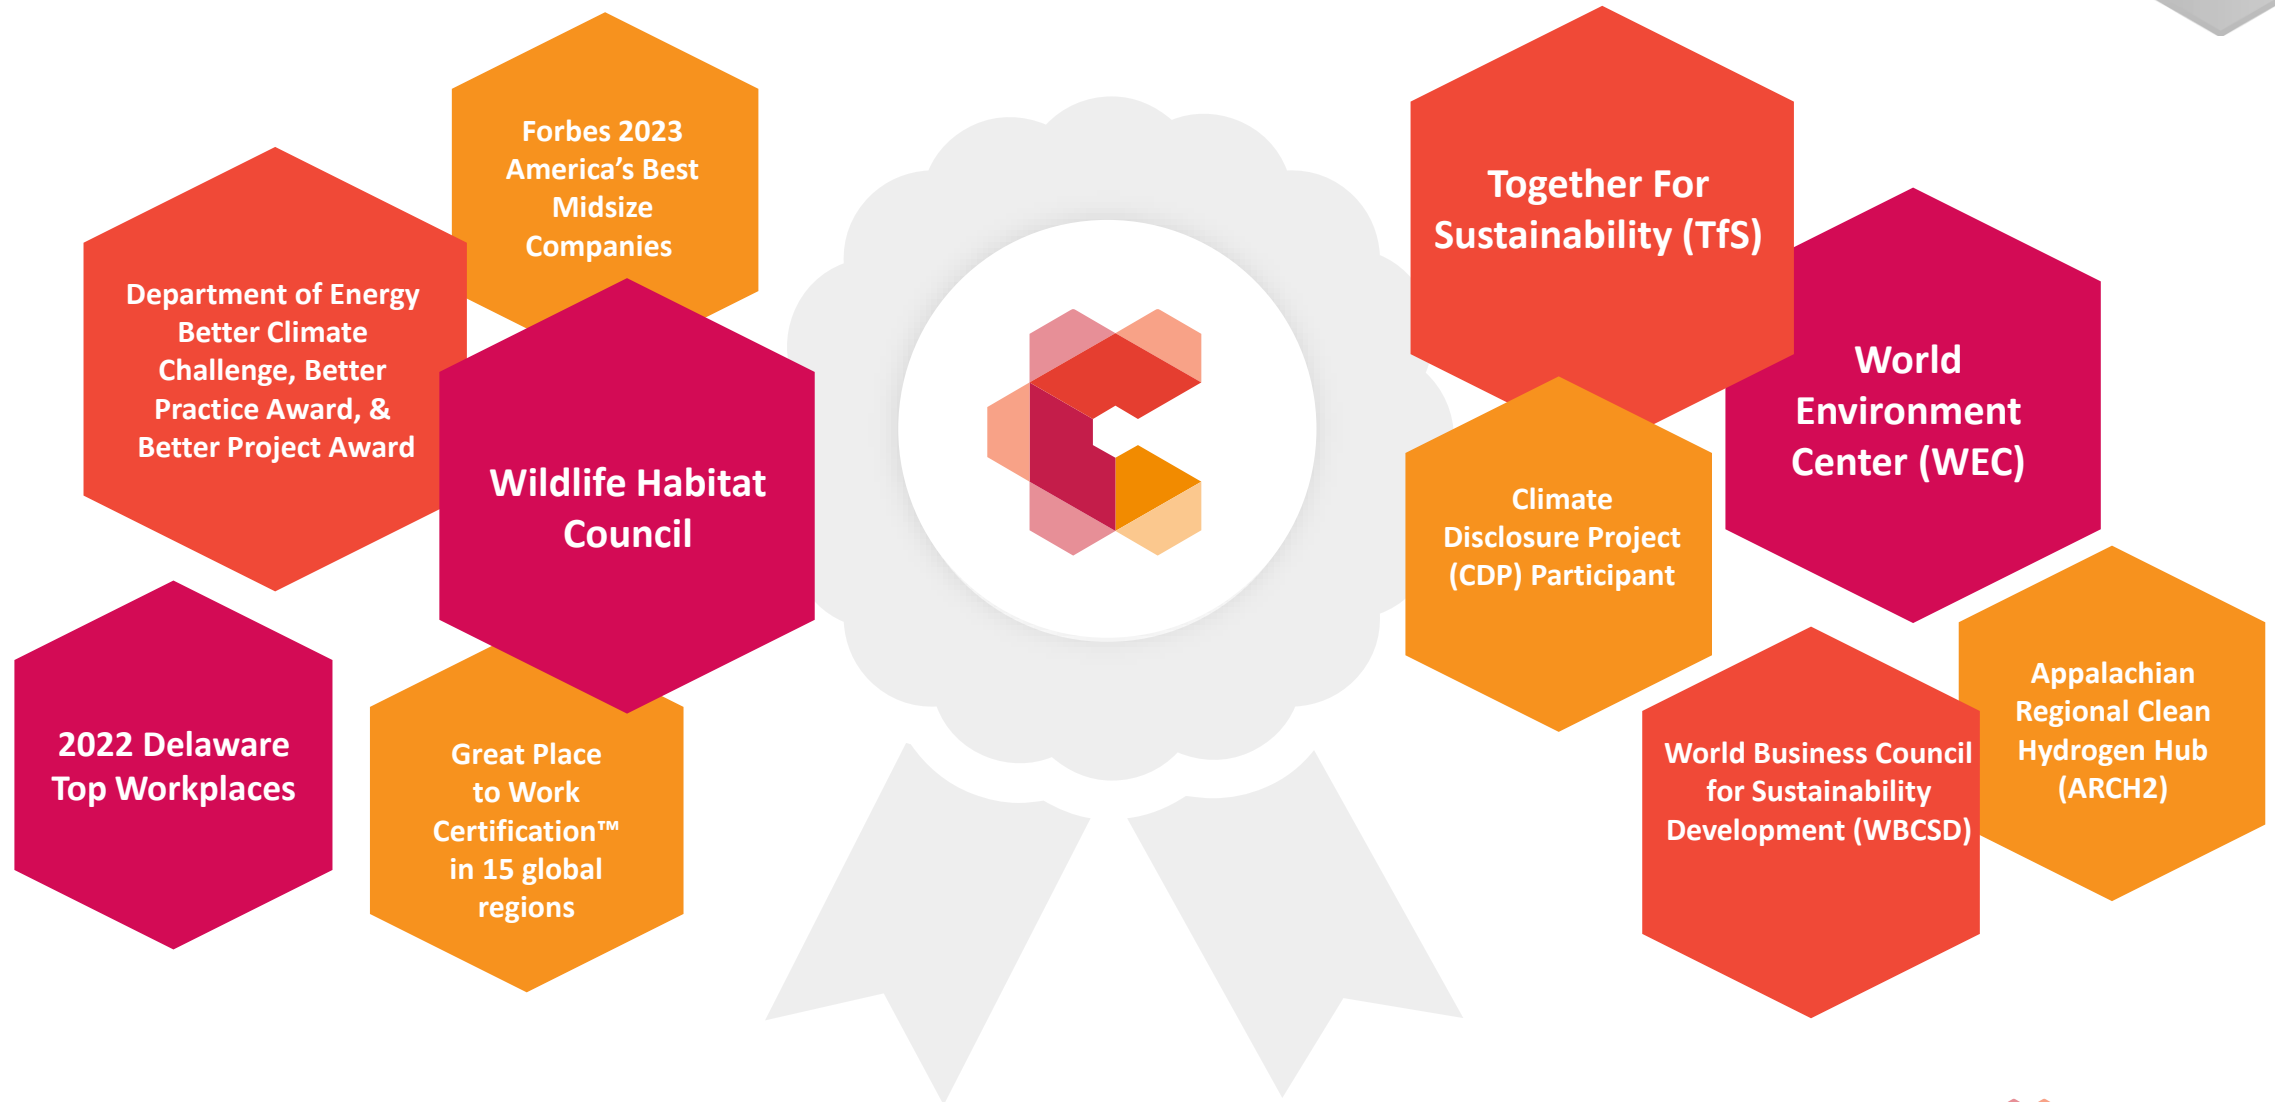 Forbes 2023
America’s Best
Midsize
Companies
Department of Energy
Better Climate
Challenge, Better
Practice Award, &
Better Project Award
Wildlife Habitat
Council
2022 Delaware
Top Workplaces
Great Place
to Work
Certification™
in 15 global
regions
Together For
Sustainability (TfS)
World
Environment
Center (WEC)
Climate
Disclosure Project
(CDP) Participant
World Business Council
for Sustainability
Development (WBCSD)
Appalachian
Regional Clean
Hydrogen Hub
(ARCH2)